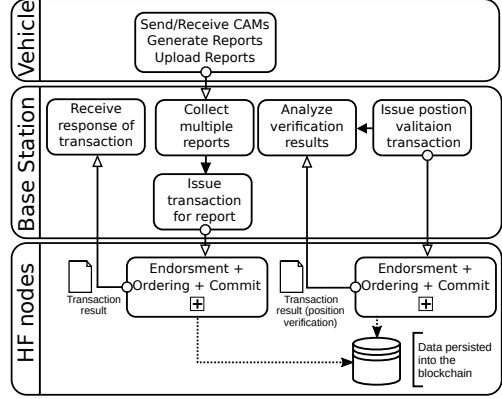 Vehicle
Send/Receive CAMs
Generate Reports
Upload Reports
Base Station
Receive
response of
transaction
Collect
multiple
reports
Analyze
verification
results
Issue postion
valitaion
transaction
Issue
transaction
for report
HF nodes
Transaction
result
Endorsment +
Ordering + Commit
Transaction
result (position
verification)
Endorsment +
Ordering + Commit
Data persisted
into the
blockchain